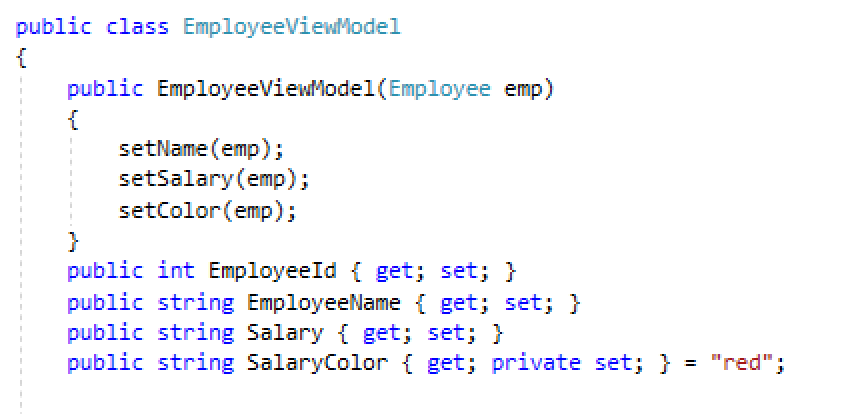 public class EmployeeViewModel
{
public EmployeeViewModel(Employee emp)
{
setName(emp);
setSalary(emp);
setColor(emp);
}
public int EmployeeId { get; set; }
public string EmployeeName { get; set; }
public string Salary { get; set; }
public string SalaryColor { get; private set; } = "red";